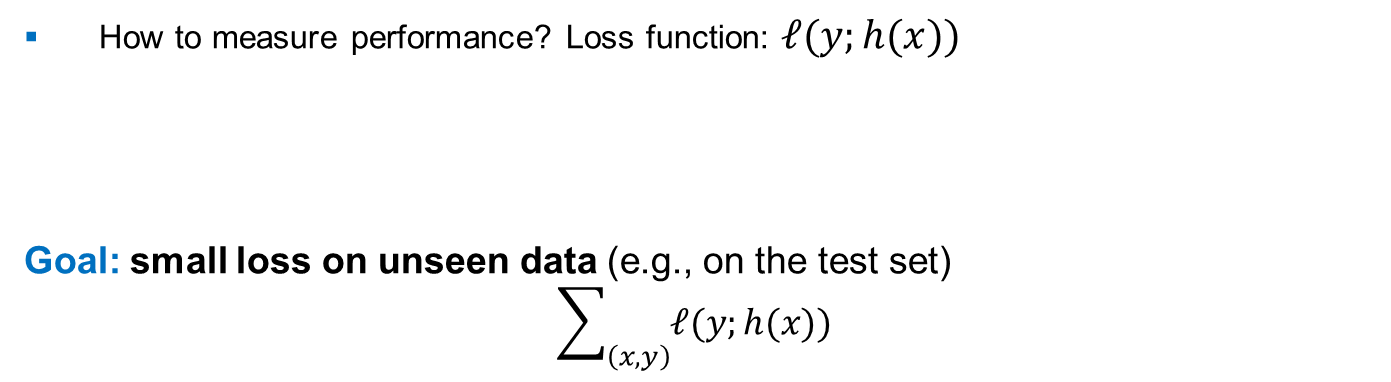 ▪ How to measure performance? Loss function: ℓ(y; h(x))
Goal: small loss on unseen data (e.g., on the test set)
∑_(x,y) ℓ(y; h(x))